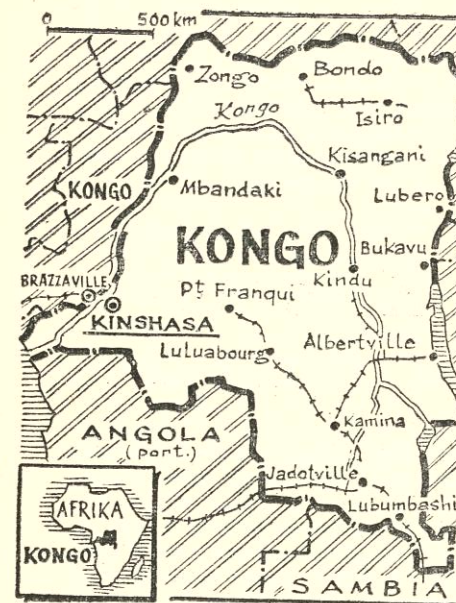 0 500 km
Zongo
Bondo
Kongo
Isiro
Kisangani
KONGO
Mbandaki
Lubero
KONGO
Bukavu
BRAZZAVILLE
Pt. Franqui
Kindu
KINSHASA
Albertville
Luluabourg
ANGOLA
(port.)
Kamina
Jadotville
AFRIKA
Lubumbashi
KONGO
SAMBIA